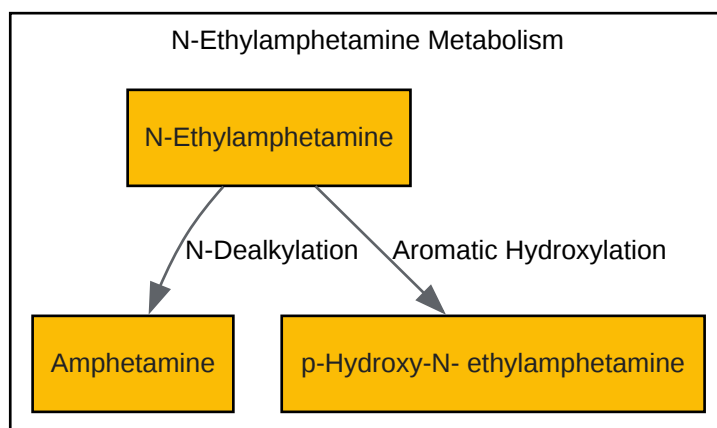 N-Ethylamphetamine Metabolism
N-Ethylamphetamine
N-Dealkylation
Aromatic Hydroxylation
Amphetamine
p-Hydroxy-N- ethylamphetamine